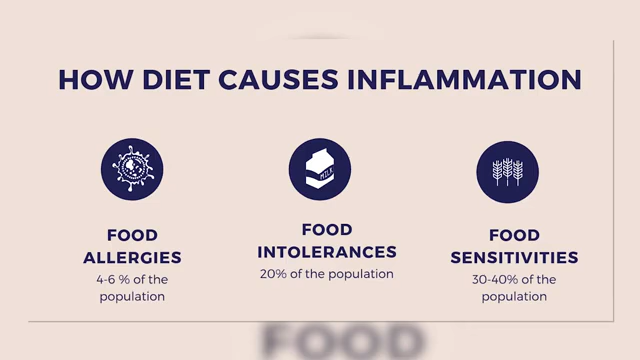 HOW DIET CAUSES INFLAMMATION
MILK
FOOD
ALLERGIES
4-6 % of the
population
FOOD
INTOLERANCES
20% of the population
FOOD
SENSITIVITIES
30-40% of the
population
FOOD